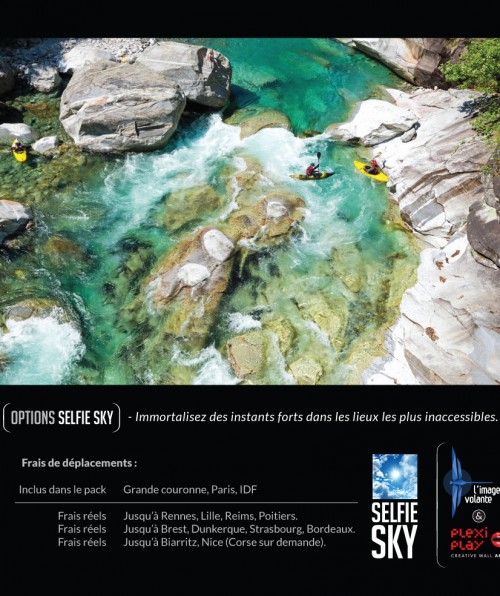 OPTIONS SELFIE SKY - Immortalisez des instants forts dans les lieux les plus inaccessibles.
Frais de déplacements :
Inclus dans le pack Grande couronne, Paris, IDF
Frais réels Jusqu'à Rennes, Lille, Reims, Poitiers.
Frais réels Jusqu'à Brest, Dunkerque, Strasbourg, Bordeaux.
Frais réels Jusqu'à Biarritz, Nice (Corse sur demande).
SELFIE
SKY
l'image
volante
&
PLEXI
PLAY
CREATIVE WALL